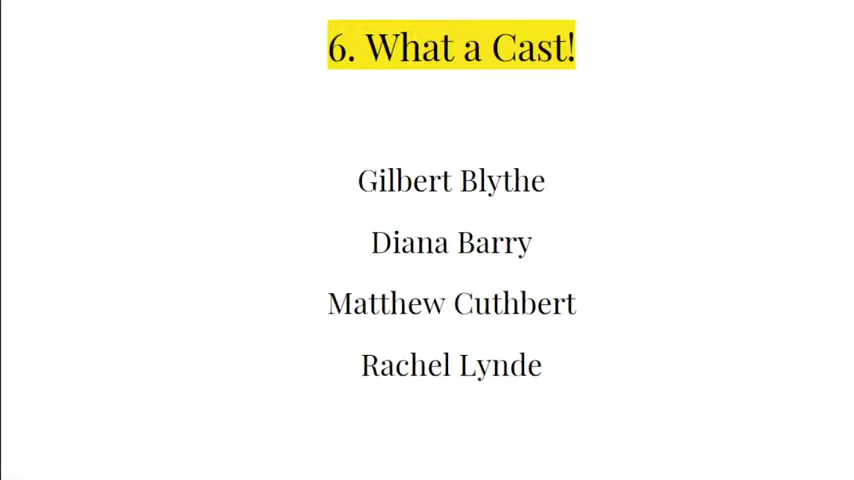 6. What a Cast!
Gilbert Blythe
Diana Barry
Matthew Cuthbert
Rachel Lynde